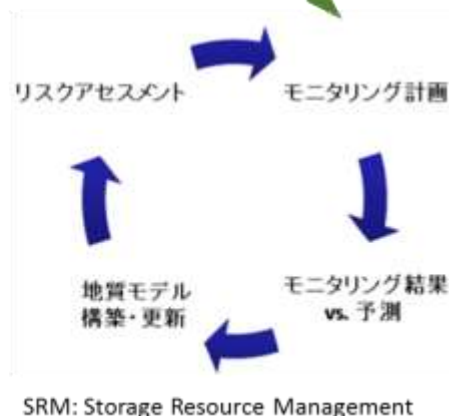 リスクアセスメント
モニタリング計画
モニタリング結果
vs. 予測
地質モデル
構築・更新
SRM: Storage Resource Management